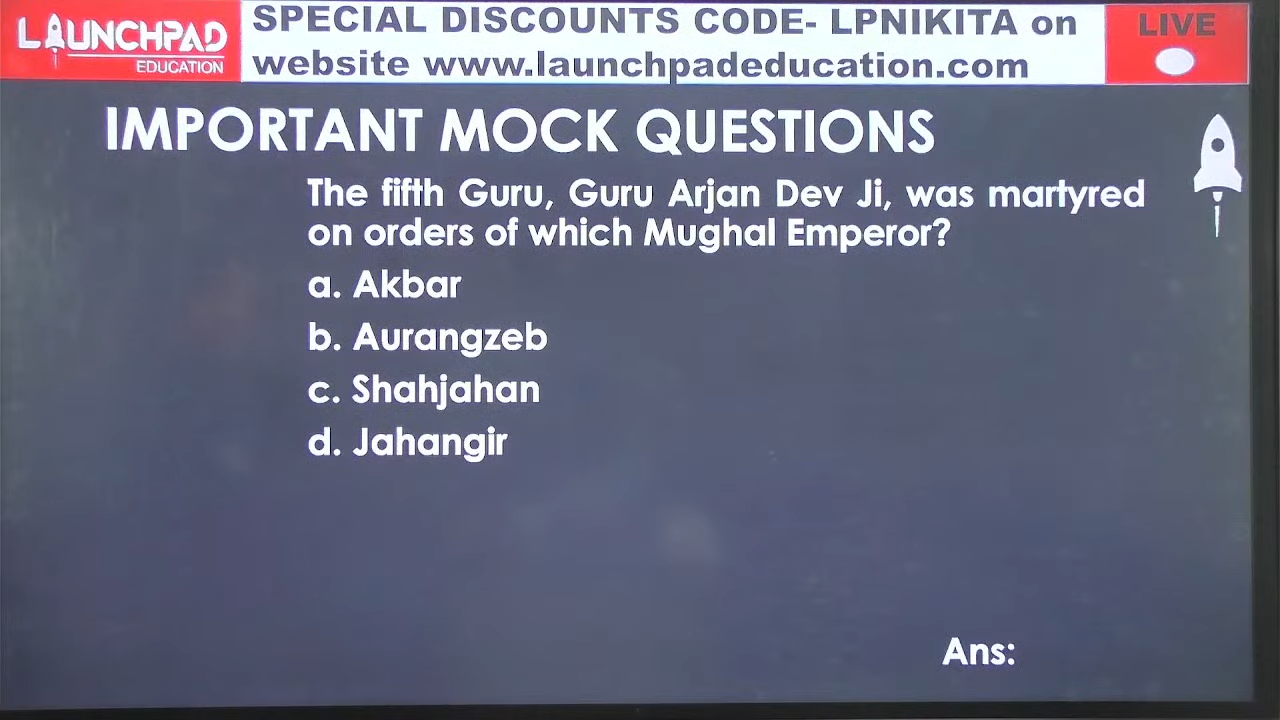 LAUNCHPAD
EDUCATION
SPECIAL DISCOUNTS CODE- LPNIKITA on
website www.launchpadeducation.com
LIVE
IMPORTANT MOCK QUESTIONS
The fifth Guru, Guru Arjan Dev Ji, was martyred
on orders of which Mughal Emperor?
a. Akbar
b. Aurangzeb
c. Shahjahan
d. Jahangir
Ans: